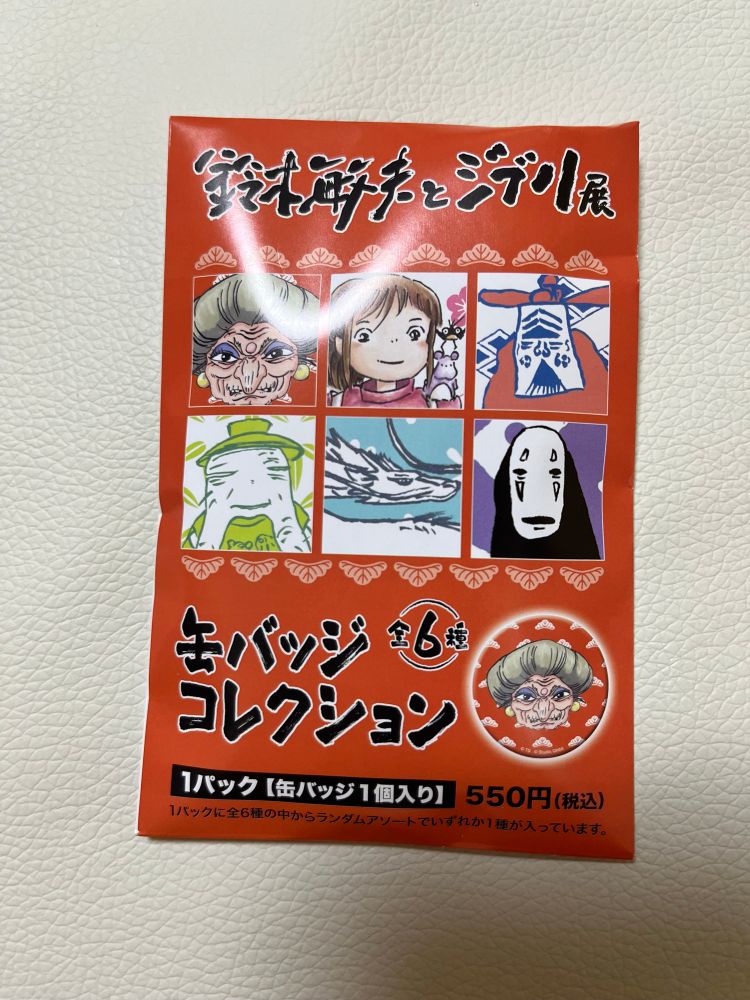 鈴木敏夫とジブリ展
缶バッジ
全6種
コレクション
1パック【缶バッジ1個入り】 550円(税込)
1パックに全6種の中からランダムアソートでいずれか1種が入っています。